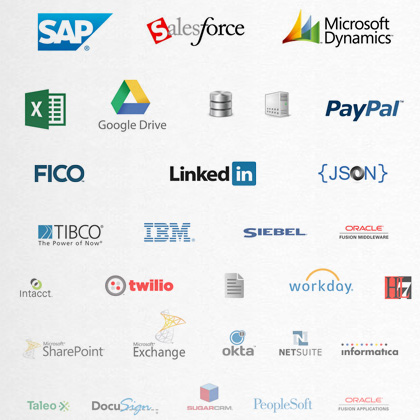 SAP
Salesforce
Microsoft
Dynamics
X
Google Drive
PayPal
FICO
Linked in
{JSON}
TIBCO
The Power of Now
IBM
SIEBEL
ORACLE
FUSION MIDDLEWARE
Intacct.
twilio
workday.
H7
Microsoft
SharePoint
Microsoft
Exchange
okta
N
NETSUITE
informatica
Taleo
DocuSign
SUGARCRM
PeopleSoft
ORACLE
FUSION APPLICATIONS